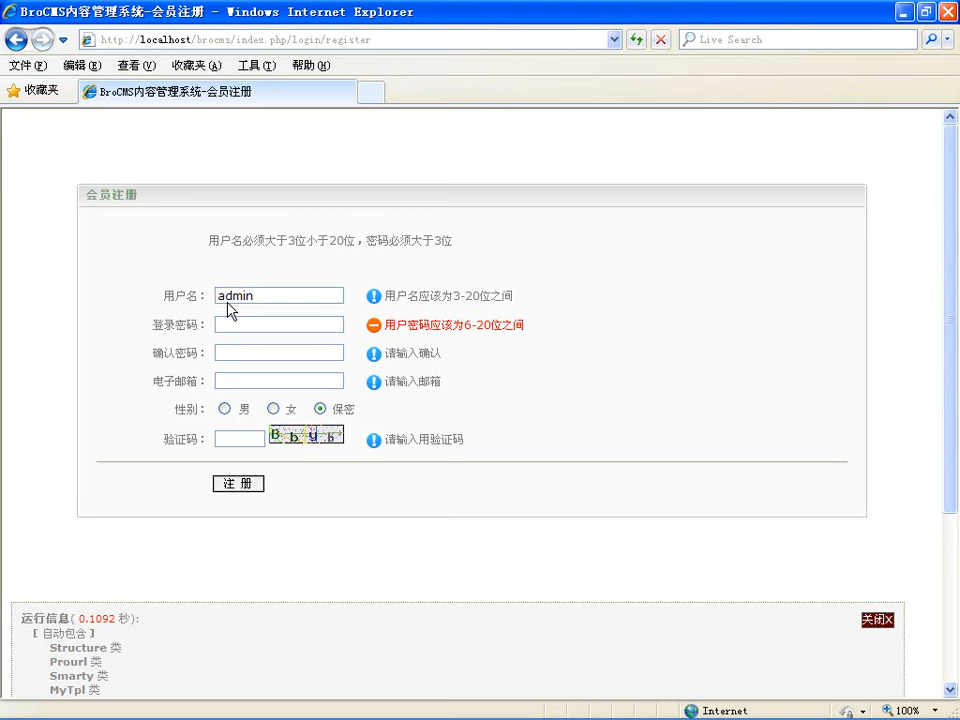 BroCMS内容管理系统-会员注册 - Windows Internet Explorer
http://localhost/brocms/index.php/login/register
Live Search
文件(F) 编辑(E) 查看(V) 收藏夹(A) 工具(T) 帮助(H)
收藏夹 BroCMS内容管理系统-会员注册
会员注册
用户名必须大于3位小于20位，密码必须大于3位
用户名： admin 用户名应该为3-20位之间
登录密码： 用户密码应该为6-20位之间
确认密码： 请输入确认
电子邮箱： 请输入邮箱
性别： 男 女 保密
验证码： 请输入用验证码
注 册
运行信息( 0.1092 秒): 关闭X
[ 自动包含 ]
Structure 类
Prourl 类
Smarty 类
MyTpl 类
Internet 100%